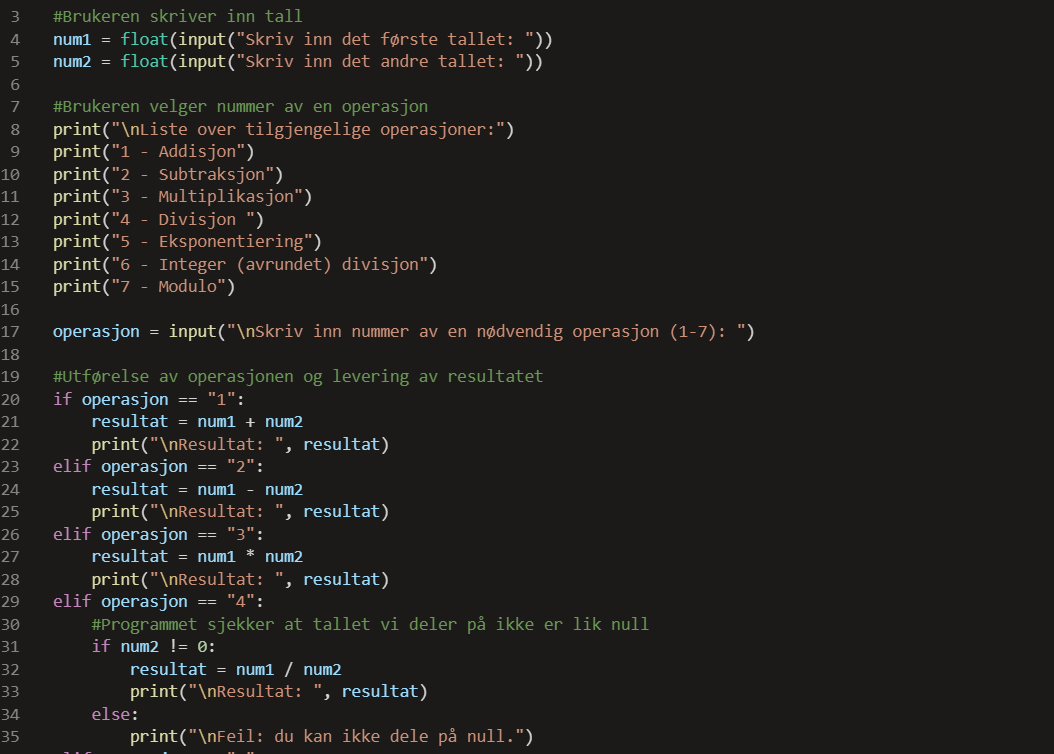 3 #Brukeren skriver inn tall
4 num1 = float(input("Skriv inn det første tallet: "))
5 num2 = float(input("Skriv inn det andre tallet: "))
6
7 #Brukeren velger nummer av en operasjon
8 print("\nListe over tilgjengelige operasjoner:")
9 print("1 - Addisjon")
10 print("2 - Subtraksjon")
11 print("3 - Multiplikasjon")
12 print("4 - Divisjon ")
13 print("5 - Eksponentiering")
14 print("6 - Integer (avrundet) divisjon")
15 print("7 - Modulo")
16
17 operasjon = input("\nSkriv inn nummer av en nødvendig operasjon (1-7): ")
18
19 #Utførelse av operasjonen og levering av resultatet
20 if operasjon == "1":
21     resultat = num1 + num2
22     print("\nResultat: ", resultat)
23 elif operasjon == "2":
24     resultat = num1 - num2
25     print("\nResultat: ", resultat)
26 elif operasjon == "3":
27     resultat = num1 * num2
28     print("\nResultat: ", resultat)
29 elif operasjon == "4":
30     #Programmet sjekker at tallet vi deler på ikke er lik null
31     if num2 != 0:
32         resultat = num1 / num2
33         print("\nResultat: ", resultat)
34     else:
35         print("\nFeil: du kan ikke dele på null.")